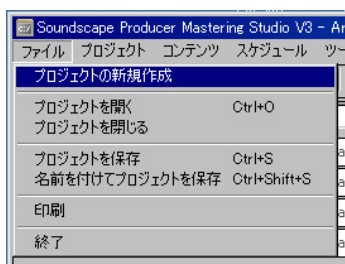 Soundscape Producer Mastering Studio V3 - Ar
ファイル プロジェクト コンテンツ スケジュール ツー
プロジェクトの新規作成
プロジェクトを開く Ctrl+O
プロジェクトを閉じる
プロジェクトを保存 Ctrl+S
名前を付けてプロジェクトを保存 Ctrl+Shift+S
印刷
終了